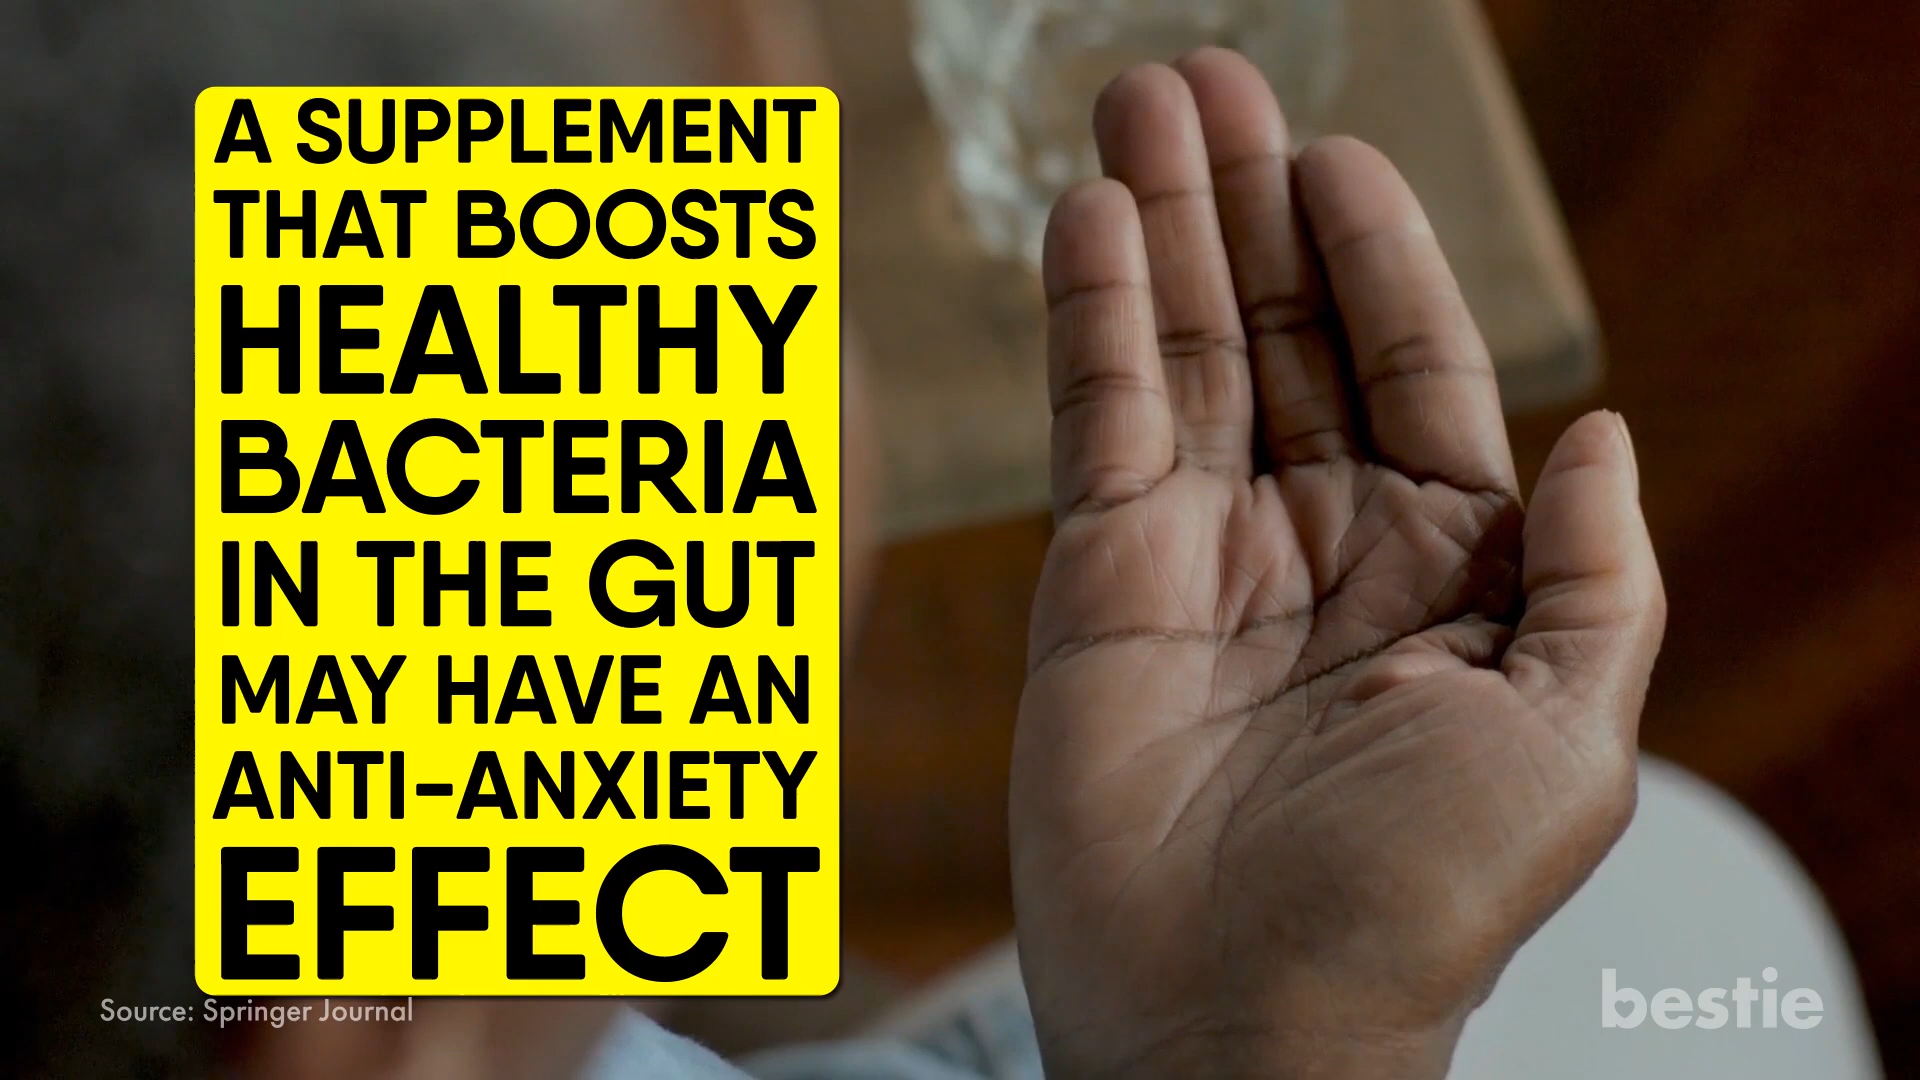 A SUPPLEMENT
THAT BOOSTS
HEALTHY
BACTERIA
IN THE GUT
MAY HAVE AN
ANTI-ANXIETY
EFFECT
Source: Springer Journal
bestie